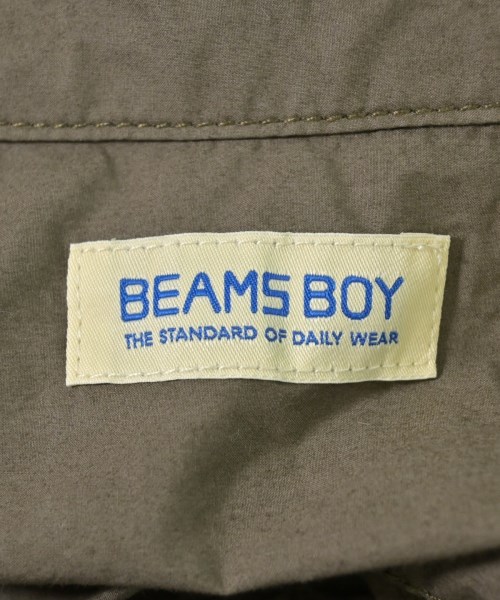 BEAMS BOY
THE STANDARD OF DAILY WEAR